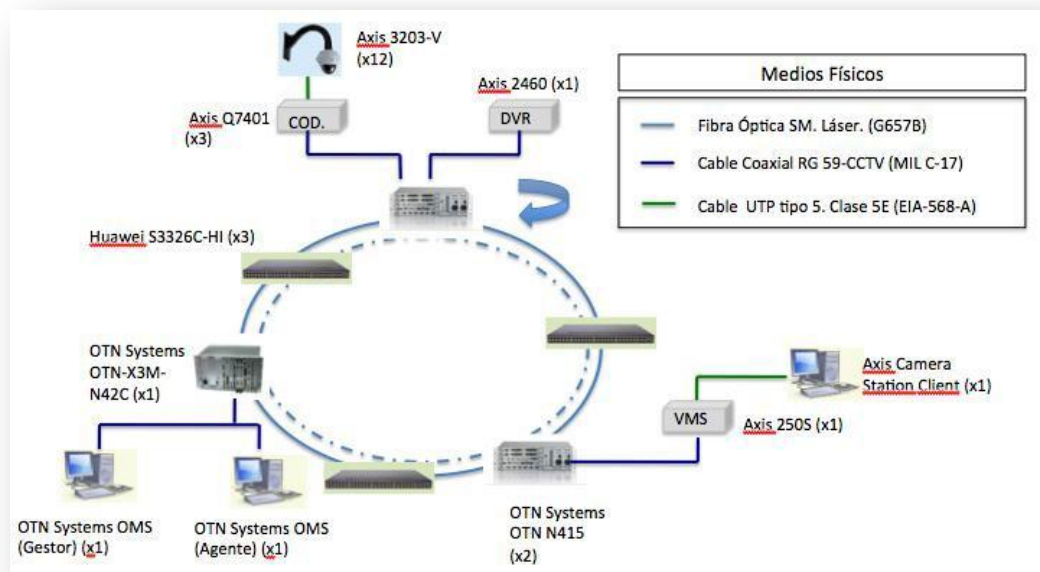 Axis 3203-V
(x12)
Axis 2460 (x1)
Axis Q7401
(x3)
COD.
DVR
Medios Físicos
Fibra Óptica SM. Láser. (G657B)
Cable Coaxial RG 59-CCTV (MIL C-17)
Cable UTP tipo 5. Clase 5E (EIA-568-A)
Huawei S3326C-HI (x3)
OTN Systems
OTN-X3M-
N42C (x1)
Axis Camera
Station Client (x1)
VMS
Axis 250S (x1)
OTN Systems OMS
(Gestor) (x1)
OTN Systems OMS
(Agente) (x1)
OTN Systems
OTN N415
(x2)